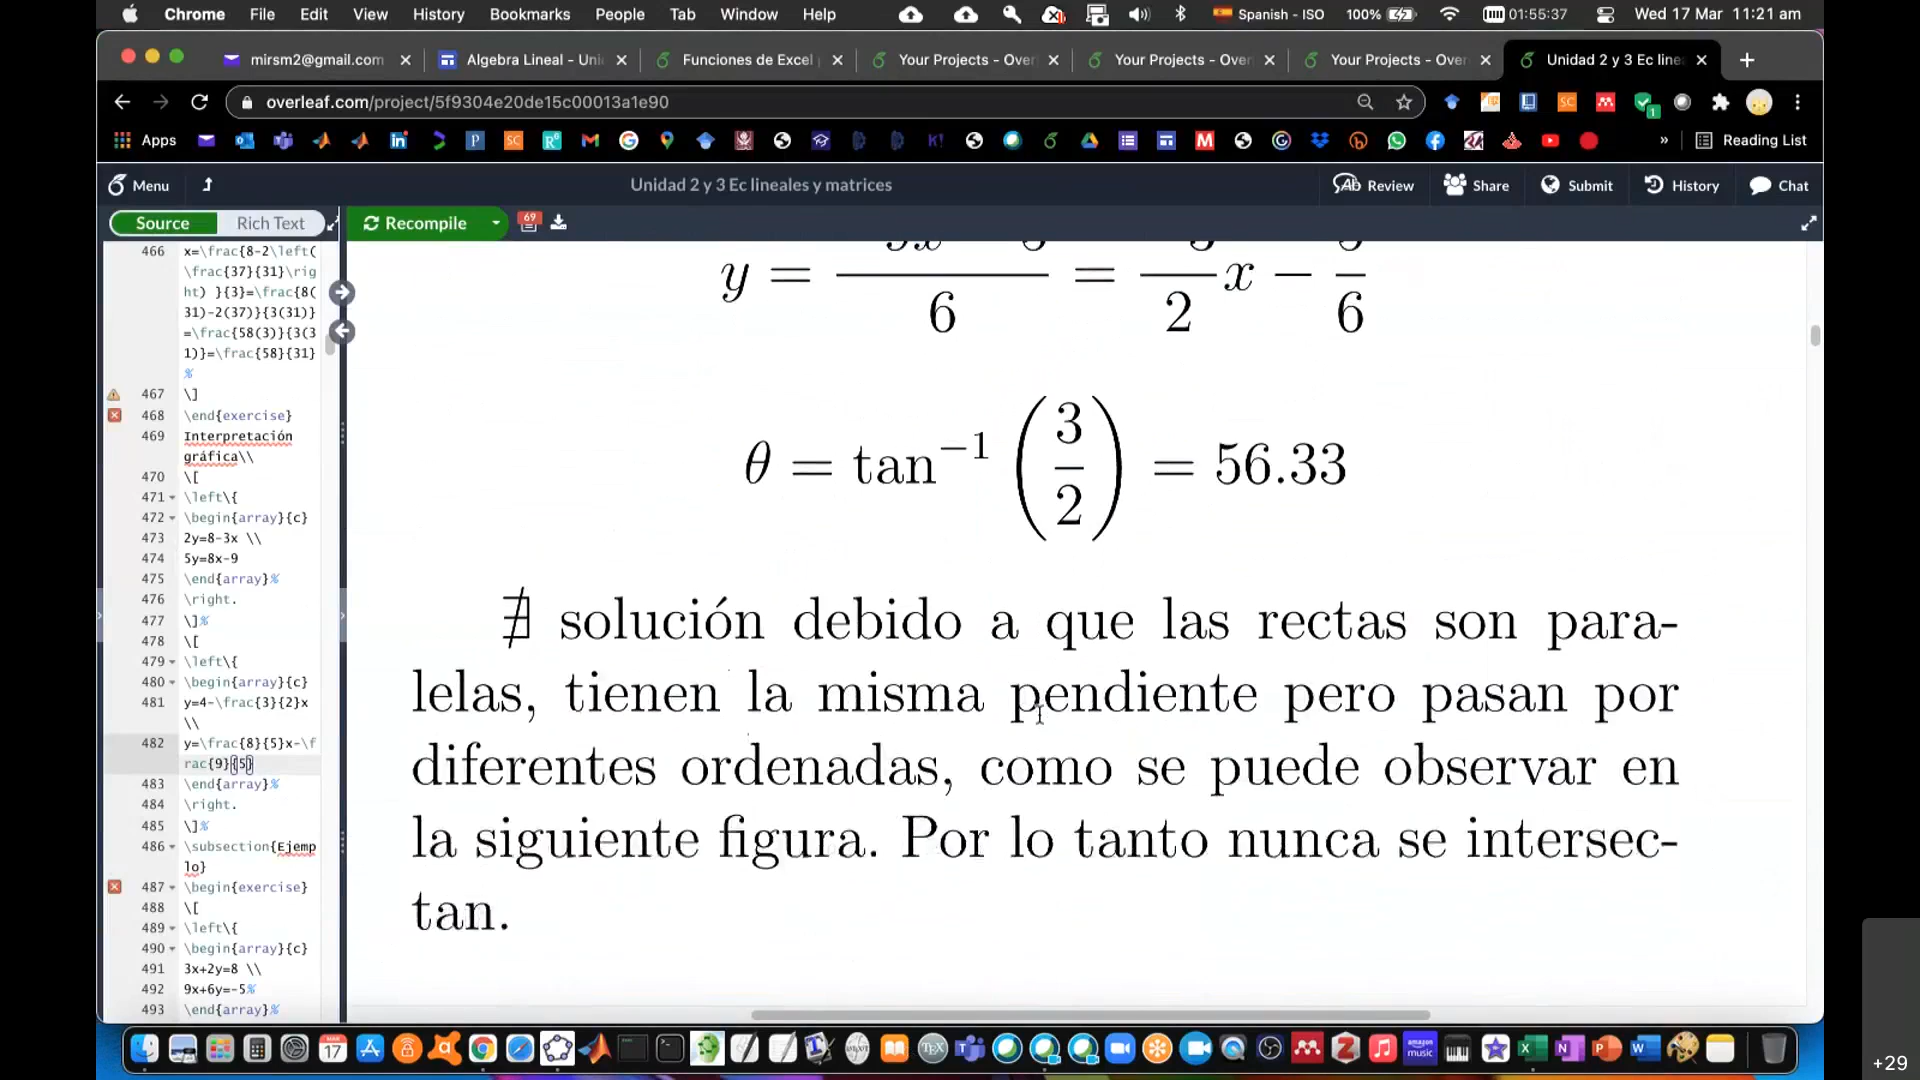 Chrome File Edit View History Bookmarks People Tab Window Help Spanish - ISO 100% 01:55:37 Wed 17 Mar 11:21 am
mirsm2@gmail.com Algebra Lineal - Uni Funciones de Excel Your Projects - Over Your Projects - Over Your Projects - Over Unidad 2 y 3 Ec line
overleaf.com/project/5f9304e20de15c00013a1e90
Apps Reading List
Menu Unidad 2 y 3 Ec lineales y matrices Review Share Submit History Chat
Source Rich Text Recompile 69
466 x=\frac{8-2\left(
\frac{37}{31}\rig
ht) }{3}=\frac{8(
31)-2(37)}{3(31)}
=\frac{58(3)}{3(3
1)}=\frac{58}{31}
%
467 \]
468 \end{exercise}
469 Interpretación
gráfica\\
470 \[
471 \left\{
472 \begin{array}{c}
473 2y=8-3x \\
474 5y=8x-9
475 \end{array}%
476 \right.
477 \]%
478 \[
479 \left\{
480 \begin{array}{c}
481 y=4-\frac{3}{2}x
\\
482 y=\frac{8}{5}x-\f
rac{9}{5}
483 \end{array}%
484 \right.
485 \]%
486 \subsection{Ejemp
lo}
487 \begin{exercise}
488 \[
489 \left\{
490 \begin{array}{c}
491 3x+2y=8 \\
492 9x+6y=-5%
493 \end{array}%
y = /6 = /2 x − /6
θ = tan⁻¹ (3/2) = 56.33
∄ solución debido a que las rectas son para-
lelas, tienen la misma pendiente pero pasan por
diferentes ordenadas, como se puede observar en
la siguiente figura. Por lo tanto nunca se intersec-
tan.
+29